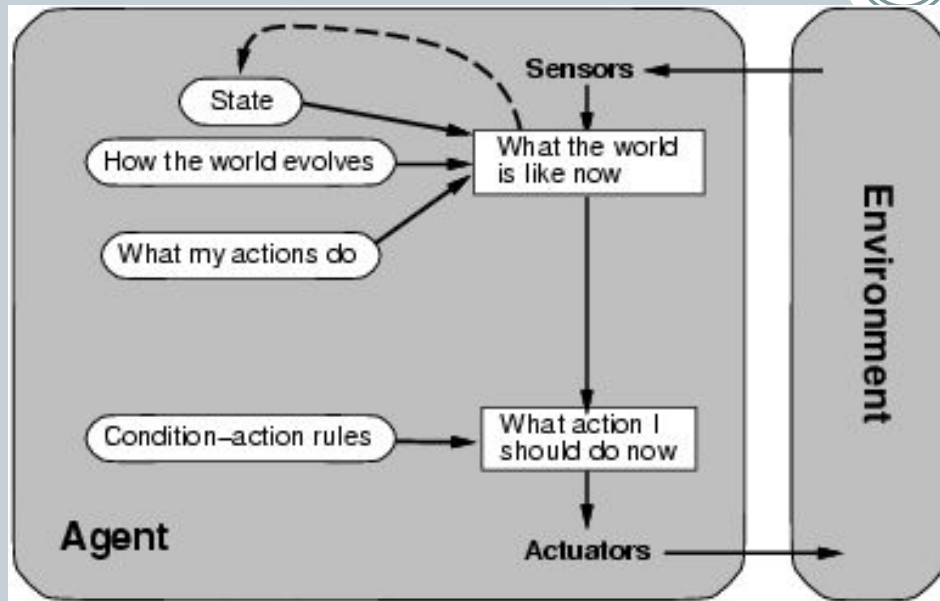 Sensors
State
What the world
is like now
How the world evolves
What my actions do
Environment
Condition–action rules
What action I
should do now
Agent
Actuators